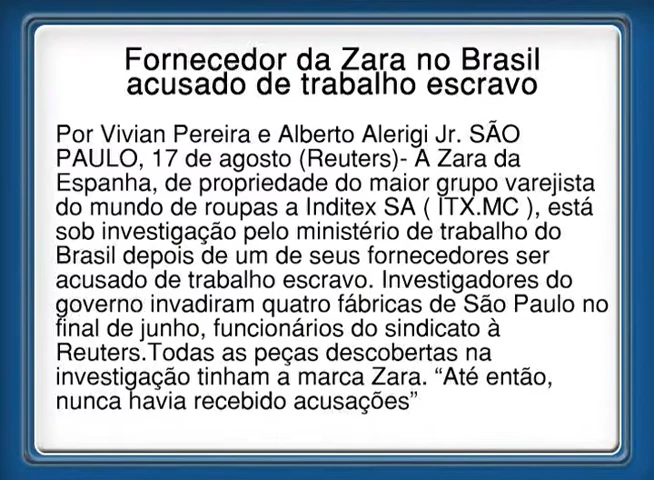 Fornecedor da Zara no Brasil
acusado de trabalho escravo
Por Vivian Pereira e Alberto Alerigi Jr. SÃO
PAULO, 17 de agosto (Reuters)- A Zara da
Espanha, de propriedade do maior grupo varejista
do mundo de roupas a Inditex SA ( ITX.MC ), está
sob investigação pelo ministério de trabalho do
Brasil depois de um de seus fornecedores ser
acusado de trabalho escravo. Investigadores do
governo invadiram quatro fábricas de São Paulo no
final de junho, funcionários do sindicato à
Reuters.Todas as peças descobertas na
investigação tinham a marca Zara. “Até então,
nunca havia recebido acusações”